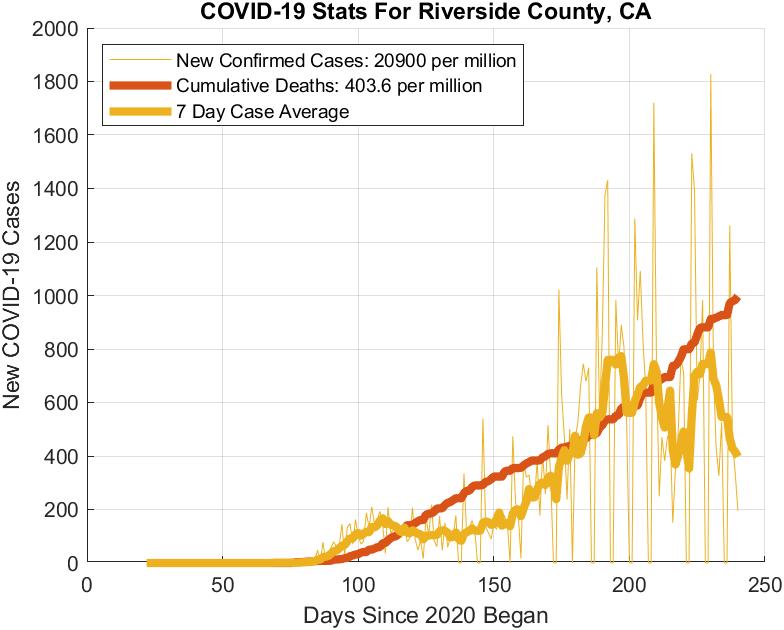 COVID-19 Stats For Riverside County, CA
2000
1800
1600
1400
1200
1000
800
600
400
200
0
New COVID-19 Cases
New Confirmed Cases: 20900 per million
Cumulative Deaths: 403.6 per million
7 Day Case Average
0 50 100 150 200 250
Days Since 2020 Began